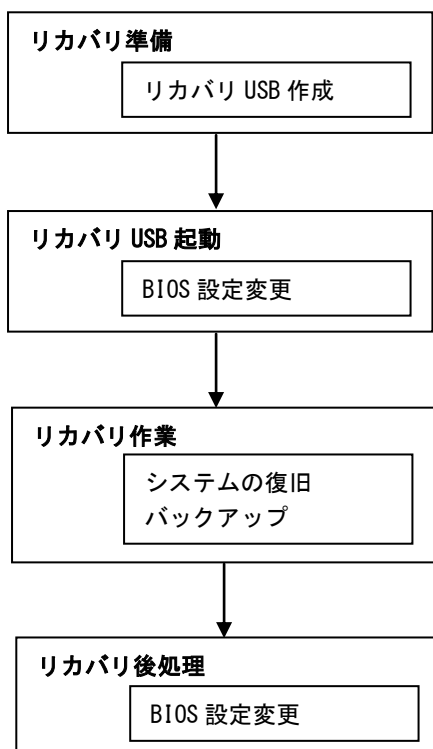 リカバリ準備
リカバリ USB 作成
リカバリ USB 起動
BIOS 設定変更
リカバリ作業
システムの復旧
バックアップ
リカバリ後処理
BIOS 設定変更